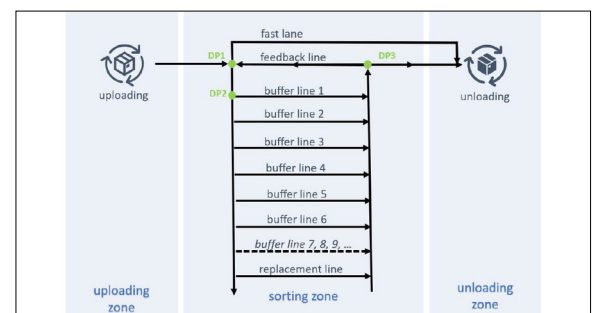 fast lane
DP1
feedback line
DP3
uploading
unloading
DP2
buffer line 1
buffer line 2
buffer line 3
buffer line 4
buffer line 5
buffer line 6
buffer line 7, 8, 9, ...
replacement line
uploading
zone
sorting zone
unloading
zone